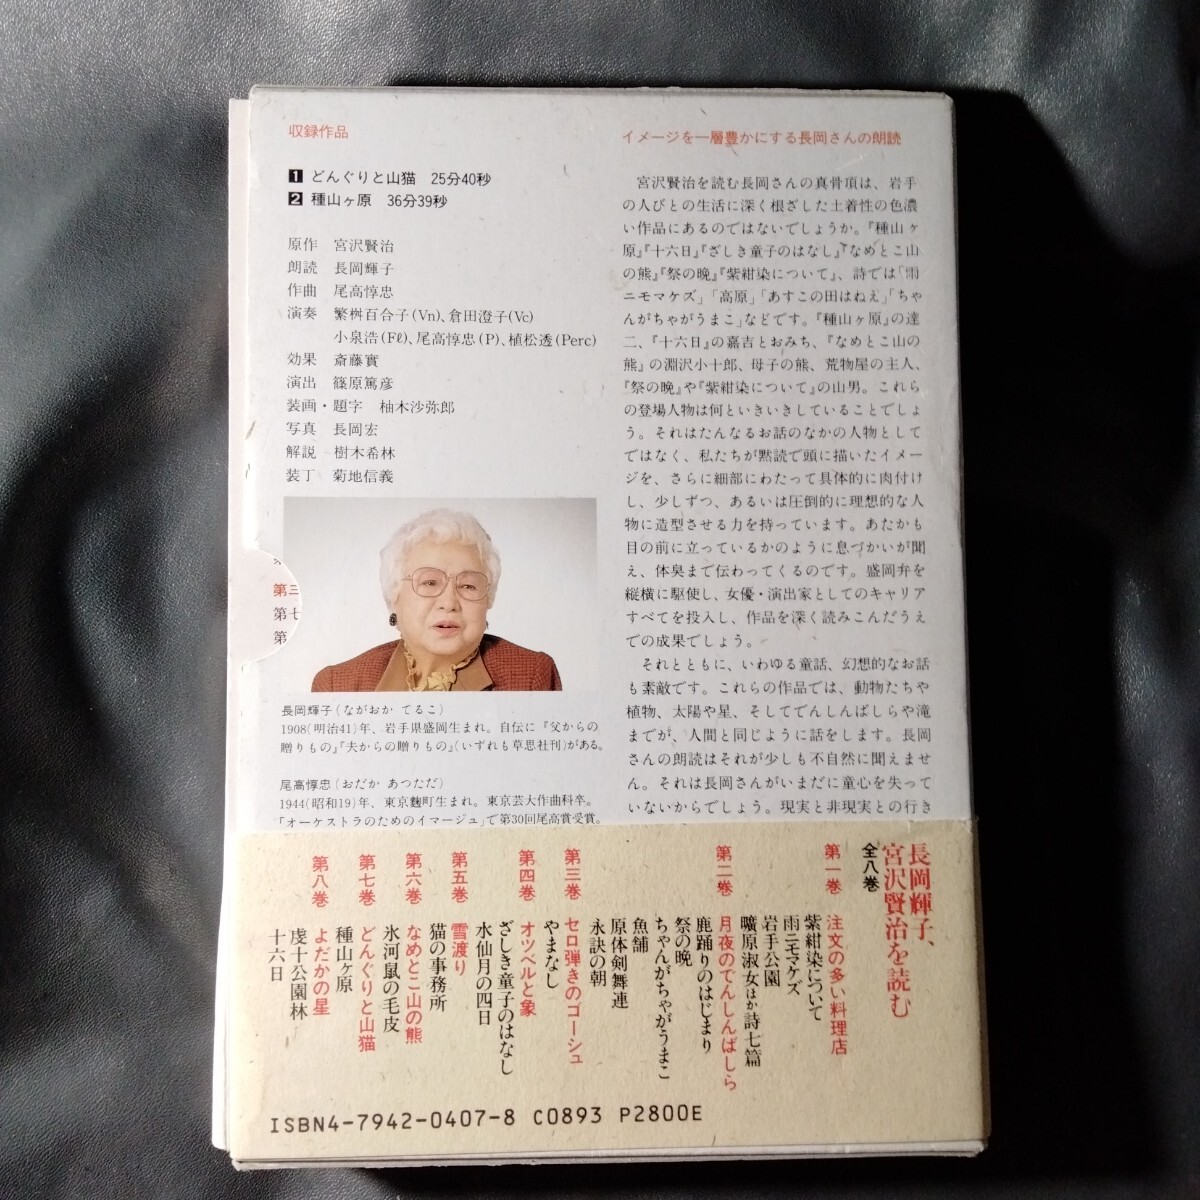 収録作品
1 どんぐりと山猫 25分40秒
2 種山ヶ原 36分39秒
原作 宮沢賢治
朗読 長岡輝子
作曲 尾高惇忠
演奏 繁桝百合子(Vn)、倉田澄子(Vc)
小泉浩(Fℓ)、尾高惇忠(P)、植松透(Perc)
効果 斎藤實
演出 篠原篤彦
装画・題字 柚木沙弥郎
写真 長岡宏
解説 樹木希林
装丁 菊地信義
第三
第七
第
長岡輝子(ながおか てるこ)
1908(明治41)年、岩手県盛岡生まれ。自伝に『父からの
贈りもの』『夫からの贈りもの』(いずれも草思社刊)がある。
尾高惇忠(おだか あつただ)
1944(昭和19)年、東京麹町生まれ。東京芸大作曲科卒。
「オーケストラのためのイマージュ」で第30回尾高賞受賞。
イメージを一層豊かにする長岡さんの朗読
宮沢賢治を読む長岡さんの真骨頂は、岩手
の人びとの生活に深く根ざした土着性の色濃
い作品にあるのではないでしょうか。『種山ヶ
原』『十六日』『ざしき童子のはなし』『なめとこ山
の熊』『祭の晩』『紫紺染について』、詩では「雨
ニモマケズ」「高原」「あすこの田はねえ」「ちゃ
んがちゃがうまこ」などです。『種山ヶ原』の達
二、『十六日』の嘉吉とおみち、『なめとこ山の
熊』の淵沢小十郎、母子の熊、荒物屋の主人、
『祭の晩』や『紫紺染について』の山男。これら
の登場人物は何といきいきしていることでしょ
う。それはたんなるお話のなかの人物として
ではなく、私たちが黙読で頭に描いたイメー
ジを、さらに細部にわたって具体的に肉付け
し、少しずつ、あるいは圧倒的に理想的な人
物に造型させる力を持っています。あたかも
目の前に立っているかのように息づかいが聞
え、体臭まで伝わってくるのです。盛岡弁を
縦横に駆使し、女優・演出家としてのキャリア
すべてを投入し、作品を深く読みこんだうえ
での成果でしょう。
それとともに、いわゆる童話、幻想的なお話
も素敵です。これらの作品では、動物たちや
植物、太陽や星、そしてでんしんばしらや滝
までが、人間と同じように話をします。長岡
さんの朗読はそれが少しも不自然に聞えませ
ん。それは長岡さんがいまだに童心を失って
いないからでしょう。現実と非現実との行き
長岡輝子、
宮沢賢治を読む
全八巻
第一巻 注文の多い料理店
紫紺染について
雨ニモマケズ
岩手公園
曠原淑女ほか詩七篇
第二巻 月夜のでんしんばしら
鹿踊りのはじまり
祭の晩
ちゃんがちゃがうまこ
魚舗
原体剣舞連
永訣の朝
第三巻 セロ弾きのゴーシュ
やまなし
第四巻 オツベルと象
ざしき童子のはなし
水仙月の四日
第五巻 雪渡り
猫の事務所
第六巻 なめとこ山の熊
氷河鼠の毛皮
第七巻 どんぐりと山猫
種山ヶ原
第八巻 よだかの星
虔十公園林
十六日
ISBN4-7942-0407-8 C0893 P2800E